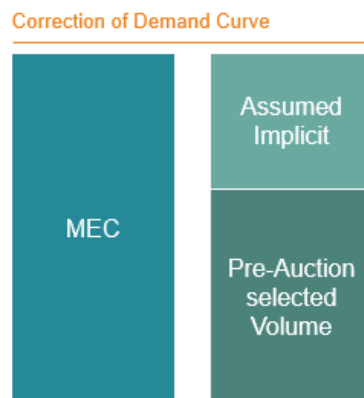 Correction of Demand Curve
Assumed
Implicit
MEC
Pre-Auction
selected
Volume